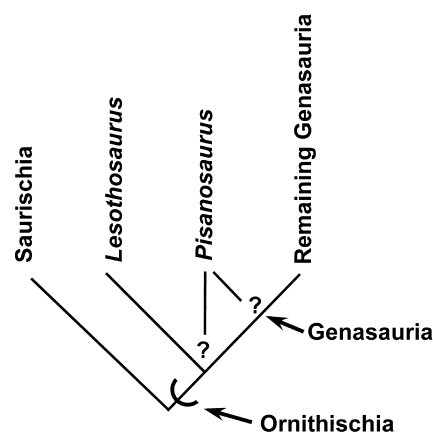 Saurischia
Lesothosaurus
Pisanosaurus
Remaining Genasauria
?
?
Genasauria
Ornithischia